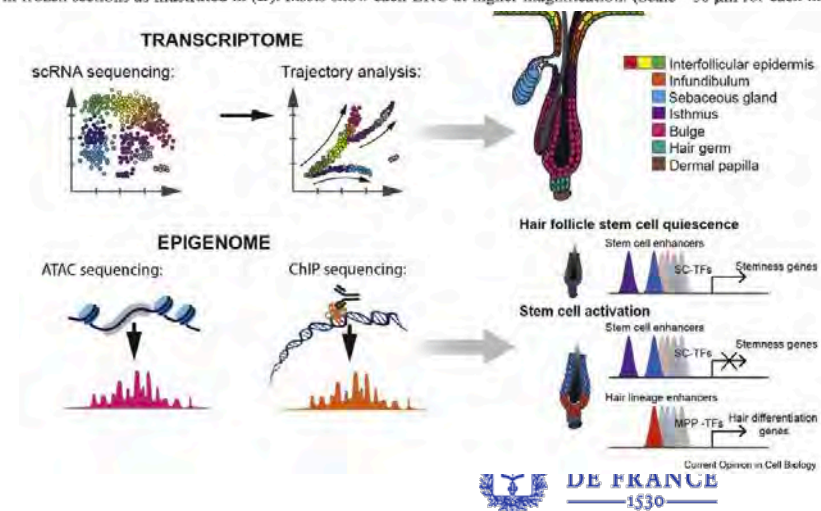 TRANSCRIPTOME
scRNA sequencing:
Trajectory analysis:
Interfollicular epidermis
Infundibulum
Sebaceous gland
Isthmus
Bulge
Hair germ
Dermal papilla
EPIGENOME
ATAC sequencing:
ChIP sequencing:
Hair follicle stem cell quiescence
Stem cell enhancers
SC-TFs
Stemness genes
Stem cell activation
Stem cell enhancers
SC-TFs
Stemness genes
Hair lineage enhancers
MPP -TFs
Hair differentiation
genes
Current Opinion in Cell Biology
DE FRANCE
1530